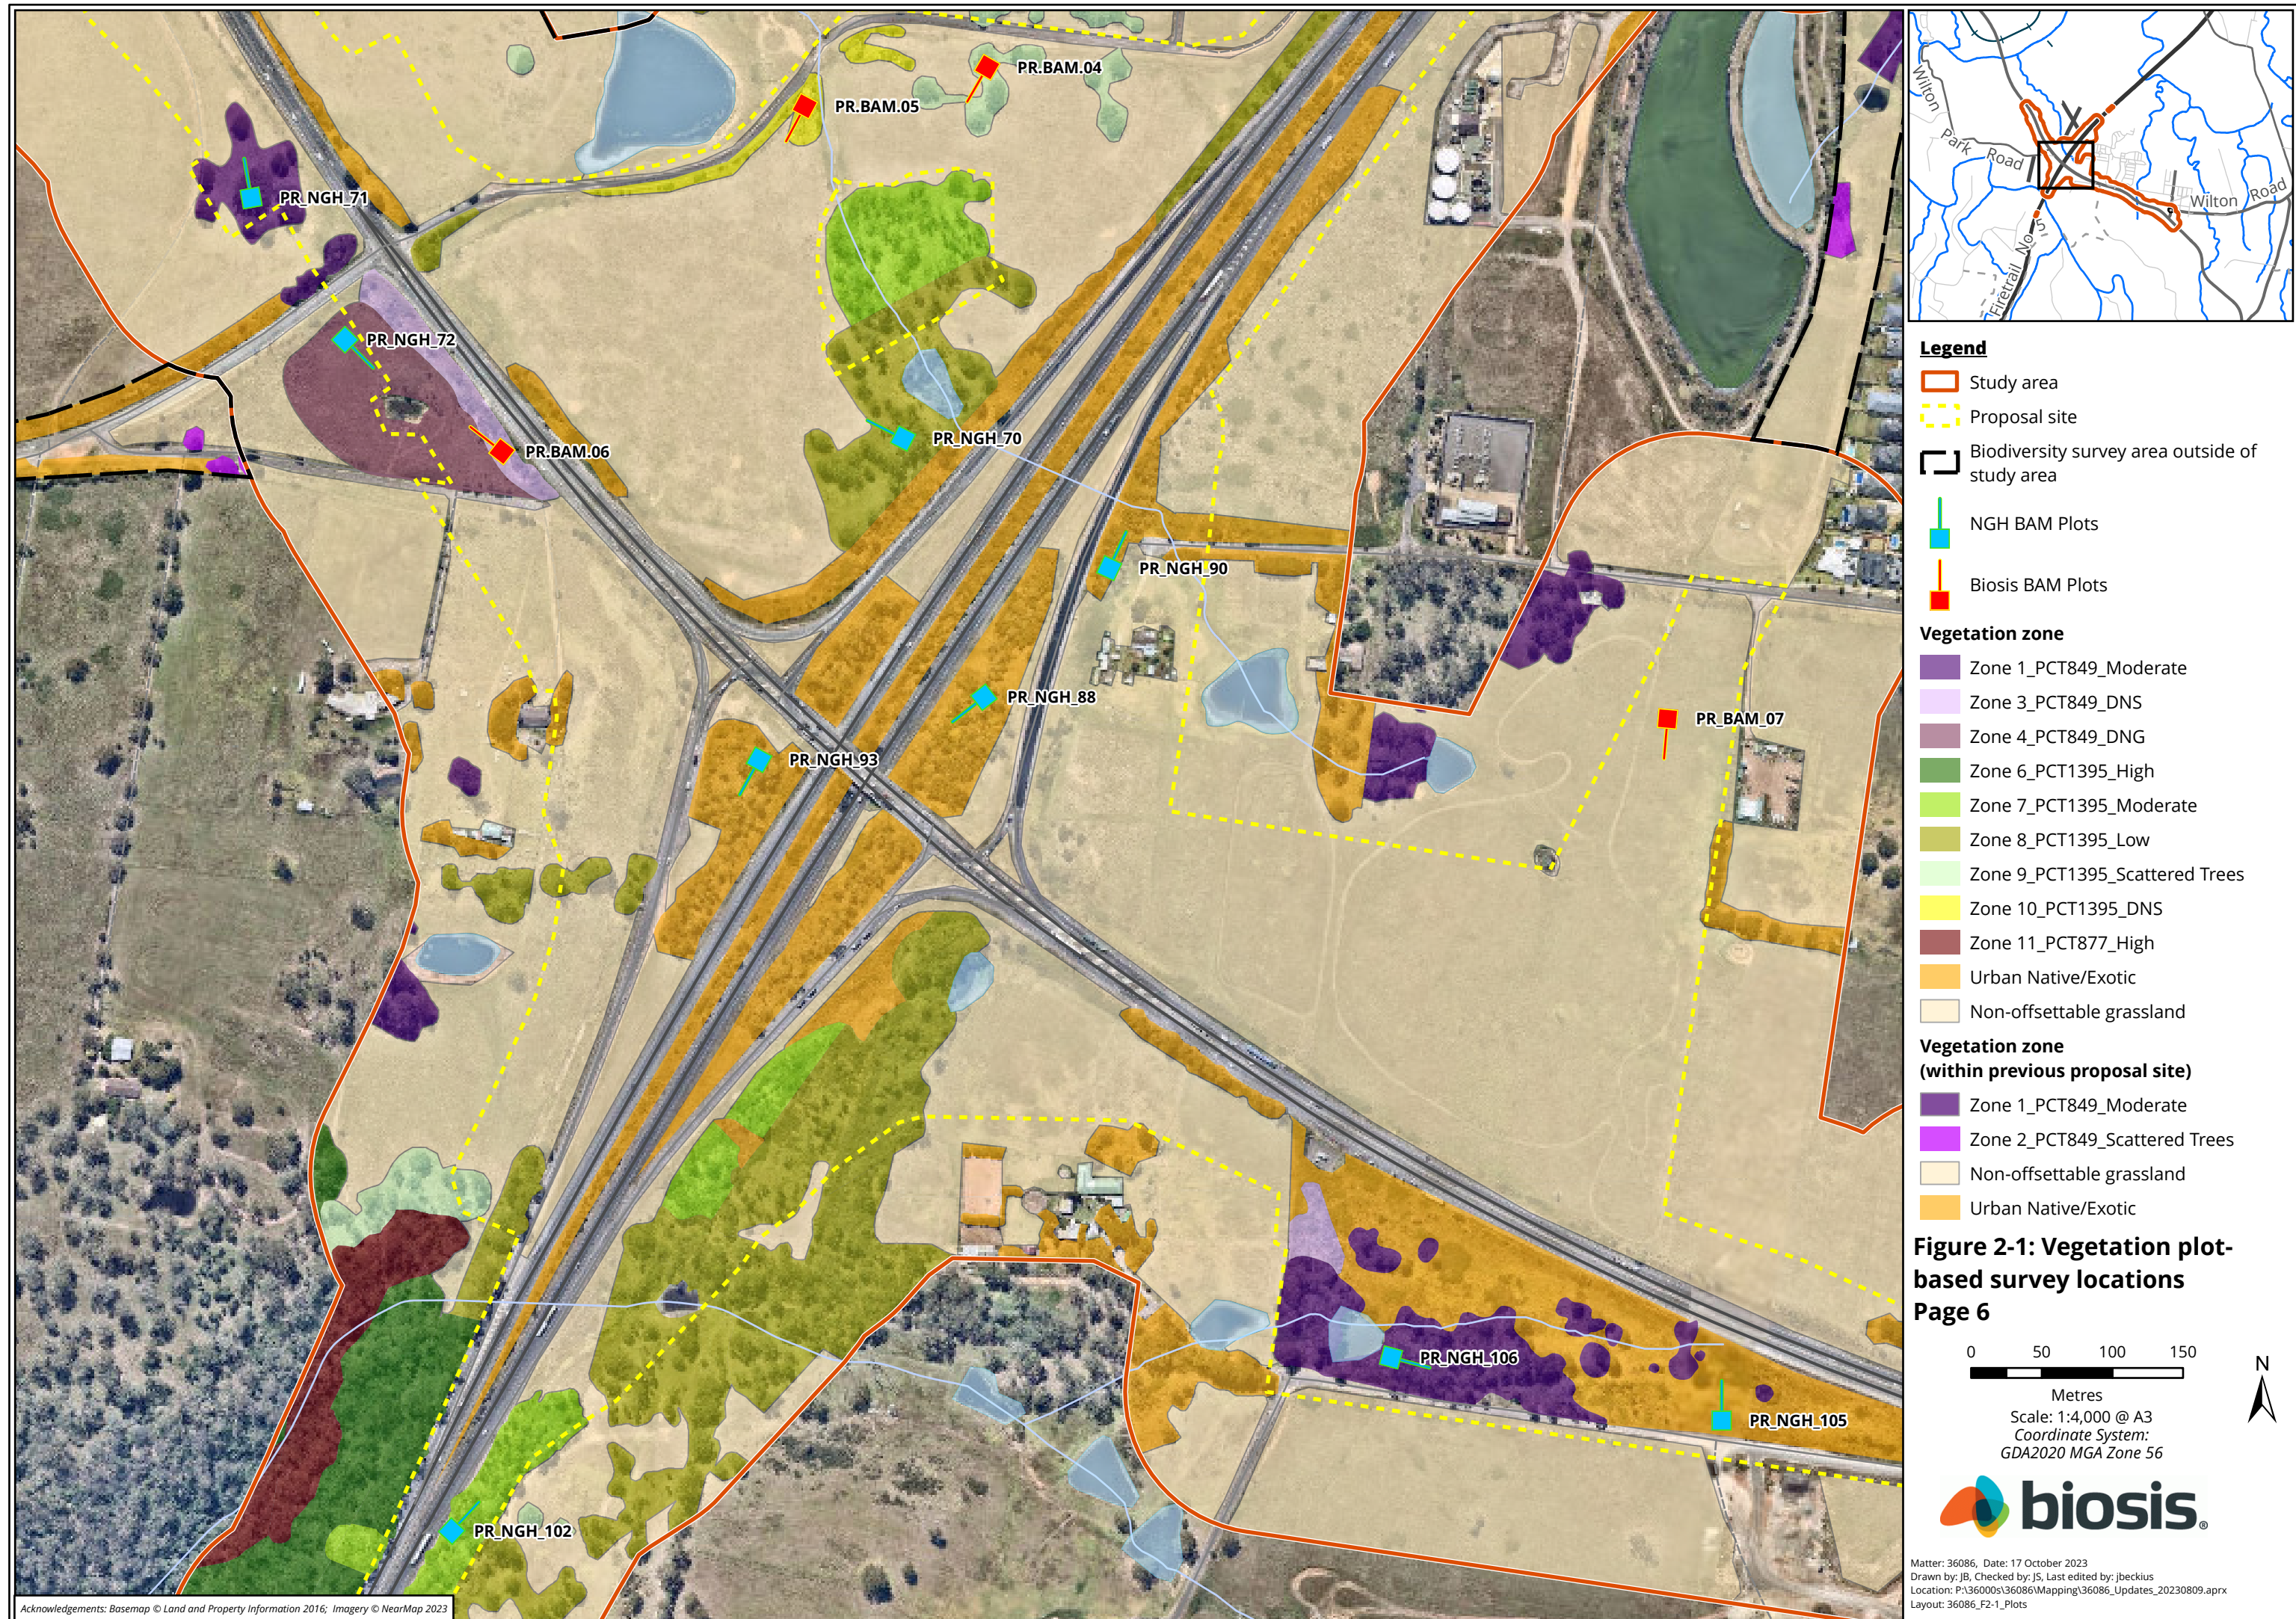 PR.BAM.04
PR.BAM.05
PR_NGH_71
PR_NGH_72
PR_NGH_70
PR.BAM.06
PR_NGH_90
PR_NGH_88
PR_BAM_07
PR_NGH_93
PR_NGH_106
PR_NGH_105
PR_NGH_102
Acknowledgements: Basemap © Land and Property Information 2016; Imagery © NearMap 2023
Wilton
Park Road
Wilton Road
Firetrail No 5
Legend
Study area
Proposal site
Biodiversity survey area outside of
study area
NGH BAM Plots
Biosis BAM Plots
Vegetation zone
Zone 1_PCT849_Moderate
Zone 3_PCT849_DNS
Zone 4_PCT849_DNG
Zone 6_PCT1395_High
Zone 7_PCT1395_Moderate
Zone 8_PCT1395_Low
Zone 9_PCT1395_Scattered Trees
Zone 10_PCT1395_DNS
Zone 11_PCT877_High
Urban Native/Exotic
Non-offsettable grassland
Vegetation zone
(within previous proposal site)
Zone 1_PCT849_Moderate
Zone 2_PCT849_Scattered Trees
Non-offsettable grassland
Urban Native/Exotic
Figure 2-1: Vegetation plot-
based survey locations
Page 6
0 50 100 150
Metres
Scale: 1:4,000 @ A3
Coordinate System:
GDA2020 MGA Zone 56
N
biosis®
Matter: 36086, Date: 17 October 2023
Drawn by: JB, Checked by: JS, Last edited by: jbeckius
Location: P:\36000s\36086\Mapping\36086_Updates_20230809.aprx
Layout: 36086_F2-1_Plots